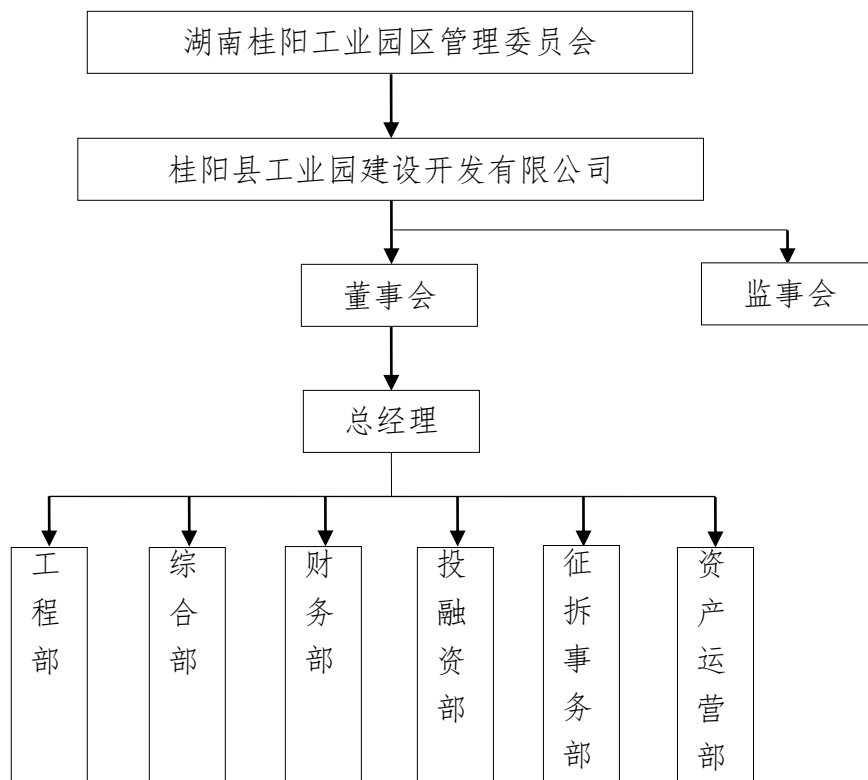 湖南桂阳工业园区管理委员会
桂阳县工业园建设开发有限公司
董事会
监事会
总经理
工程部
综合部
财务部
投融资部
征拆事务部
资产运营部